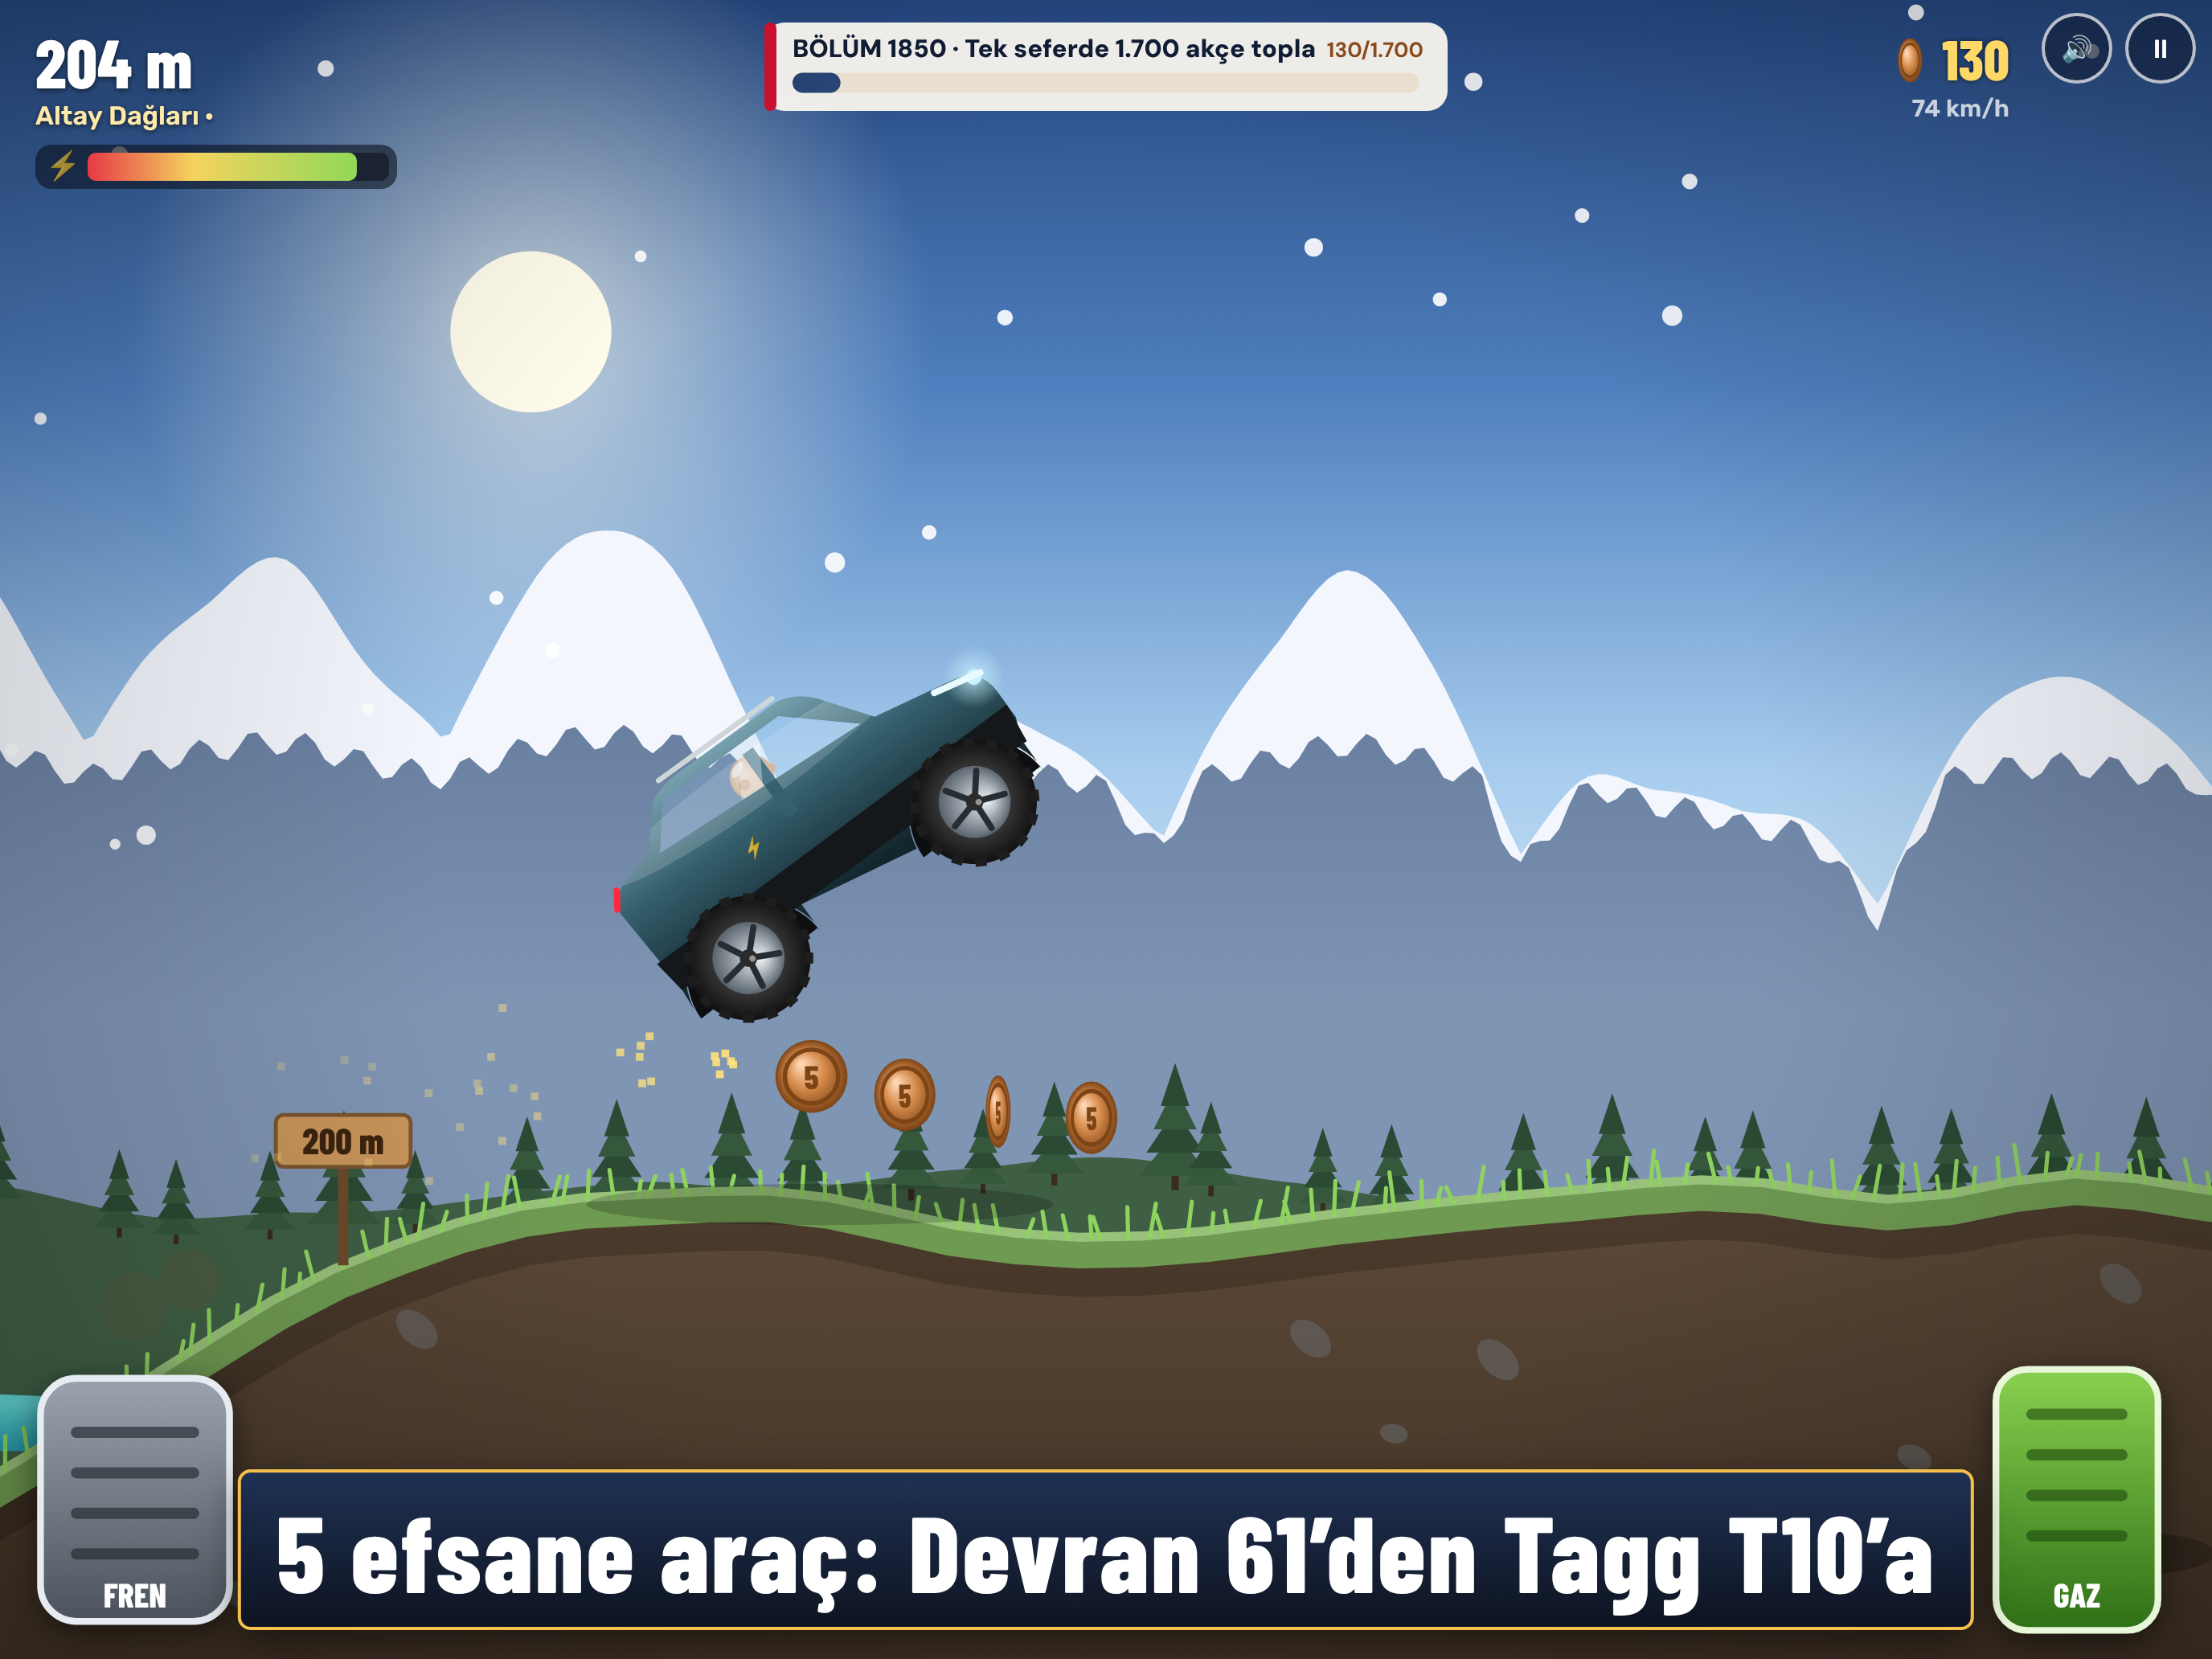 204 m
Altay Dağları •
BÖLÜM 1850 · Tek seferde 1.700 akçe topla 130/1.700
130
74 km/h
5
5
5
5
200 m
FREN
5 efsane araç: Devran 61’den Tagg T10’a
GAZ